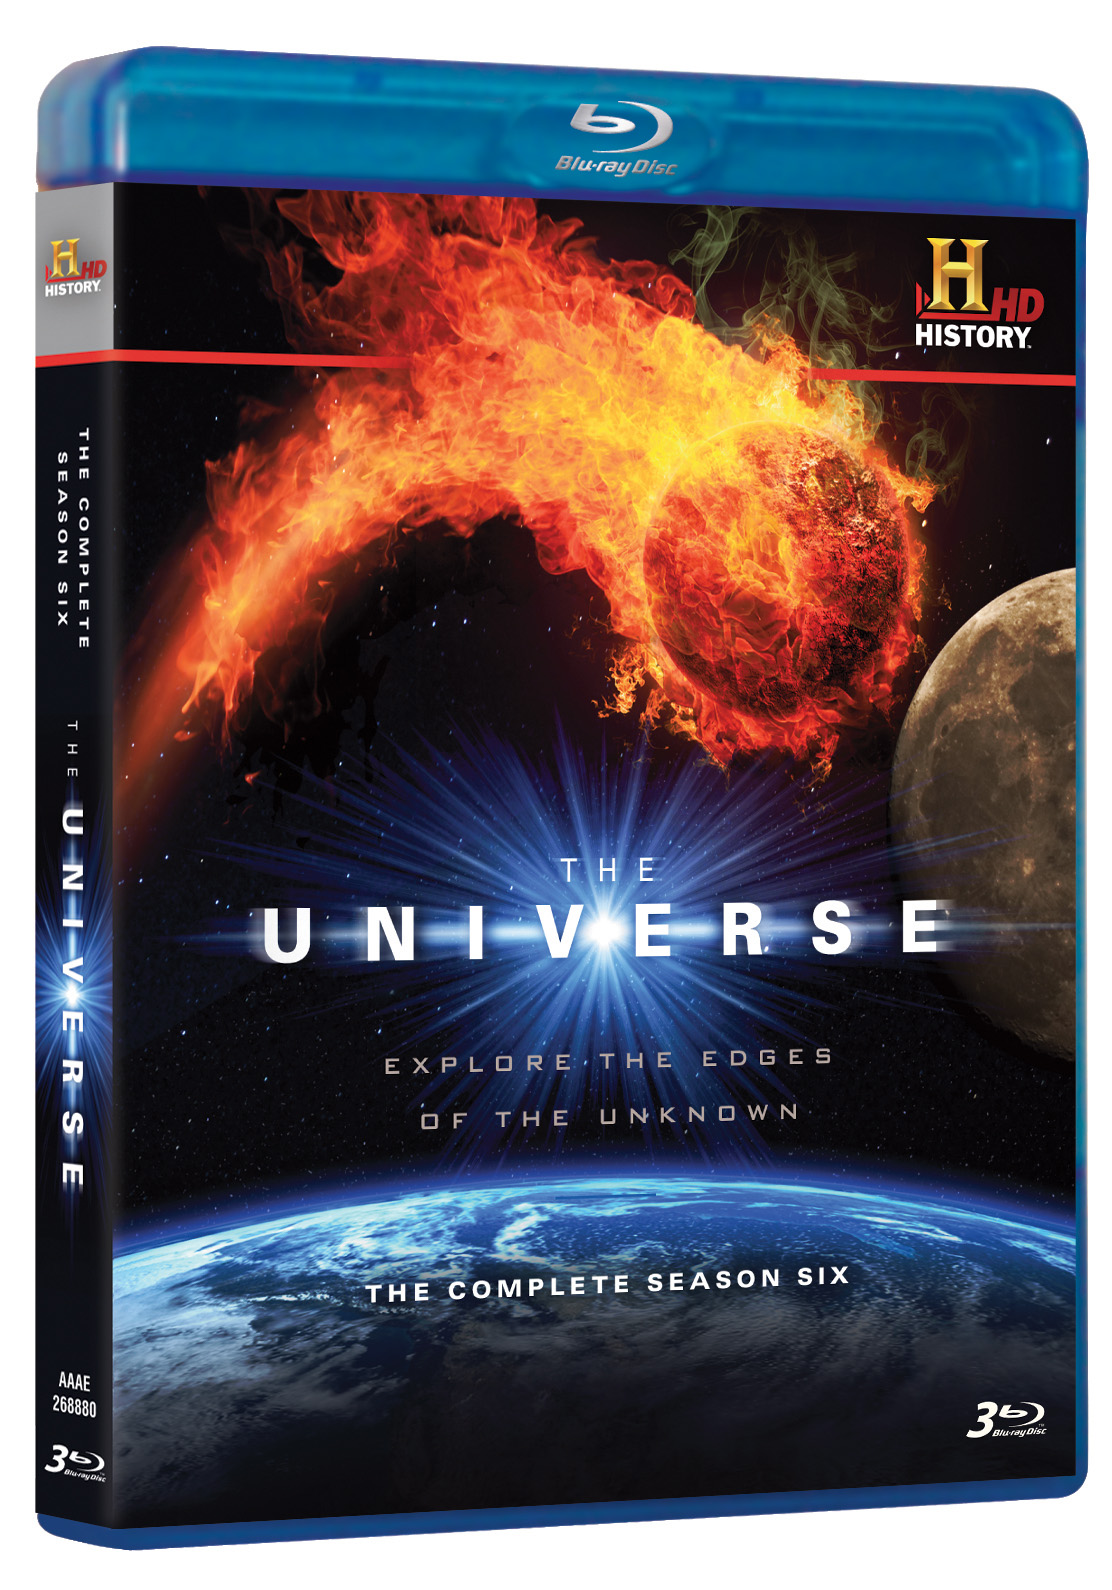 Blu-ray Disc
H HD
HISTORY
THE COMPLETE
SEASON SIX
THE
UNIVERSE
AAAE
268880
3
Blu-ray Disc
H HD
HISTORY
THE
UNIVERSE
EXPLORE THE EDGES
OF THE UNKNOWN
THE COMPLETE SEASON SIX
3
Blu-ray Disc